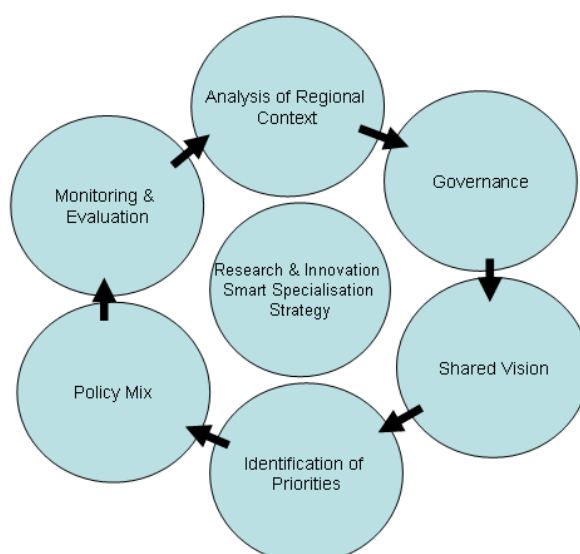 Analysis of Regional
Context
Governance
Shared Vision
Identification of
Priorities
Policy Mix
Monitoring &
Evaluation
Research & Innovation
Smart Specialisation
Strategy